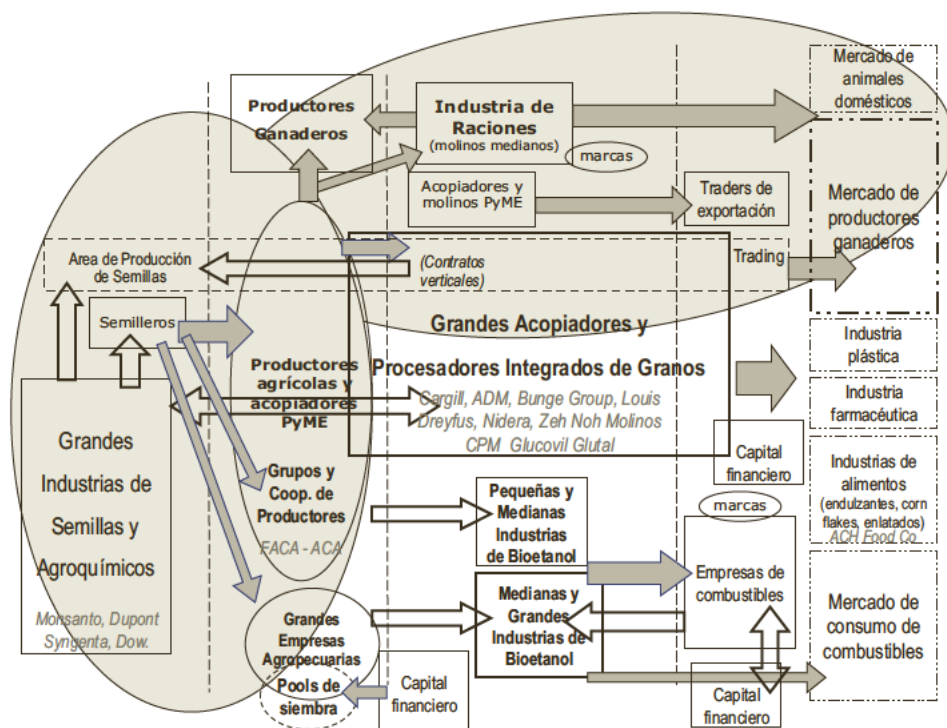 Mercado de
animales
domésticos
Productores
Ganaderos
Industria de
Raciones
(molinos medianos)
marcas
Acopiadores y
molinos PyME
Traders de
exportación
Mercado de
productores
ganaderos
Area de Producción
de Semillas
(Contratos
verticales)
Trading
Semilleros
Grandes Acopiadores y
Procesadores Integrados de Granos
Cargill, ADM, Bunge Group, Louis
Dreyfus, Nidera, Zeh Noh Molinos
CPM Glucovil Glutal
Productores
agrícolas y
acopiadores
PyME
Industria
plástica
Industria
farmacéutica
Grandes
Industrias de
Semillas y
Agroquímicos
Monsanto, Dupont
Syngenta, Dow.
Grupos y
Coop. de
Productores
FACA - ACA
Capital
financiero
Industrias de
alimentos
(endulzantes, corn
flakes, enlatados)
ACH Food Co
marcas
Pequeñas y
Medianas
Industrias
de Bioetanol
Empresas de
combustibles
Medianas y
Grandes
Industrias de
Bioetanol
Mercado de
consumo de
combustibles
Grandes
Empresas
Agropecuarias
Pools de
siembra
Capital
financiero
Capital
financiero